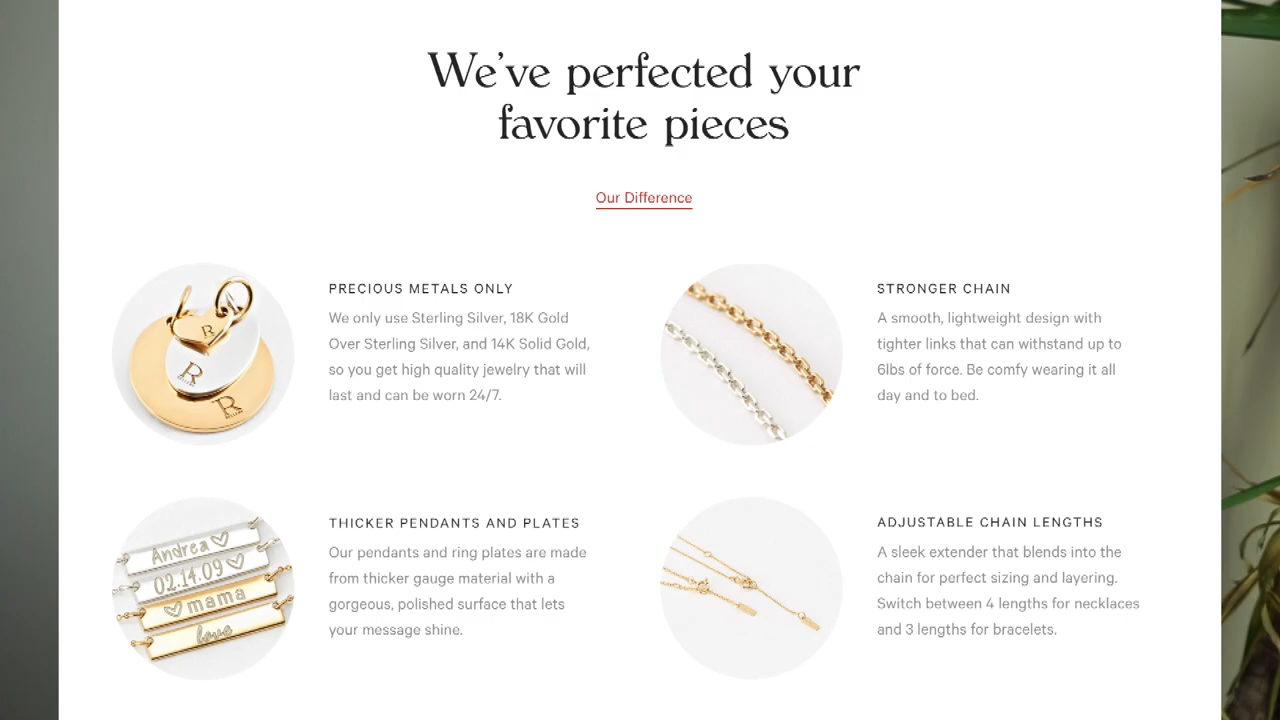 We've perfected your
favorite pieces
Our Difference
R
R
R
PRECIOUS METALS ONLY
We only use Sterling Silver, 18K Gold
Over Sterling Silver, and 14K Solid Gold,
so you get high quality jewelry that will
last and can be worn 24/7.
STRONGER CHAIN
A smooth, lightweight design with
tighter links that can withstand up to
6lbs of force. Be comfy wearing it all
day and to bed.
Andrea
02.14.09
mama
love
THICKER PENDANTS AND PLATES
Our pendants and ring plates are made
from thicker gauge material with a
gorgeous, polished surface that lets
your message shine.
ADJUSTABLE CHAIN LENGTHS
A sleek extender that blends into the
chain for perfect sizing and layering.
Switch between 4 lengths for necklaces
and 3 lengths for bracelets.